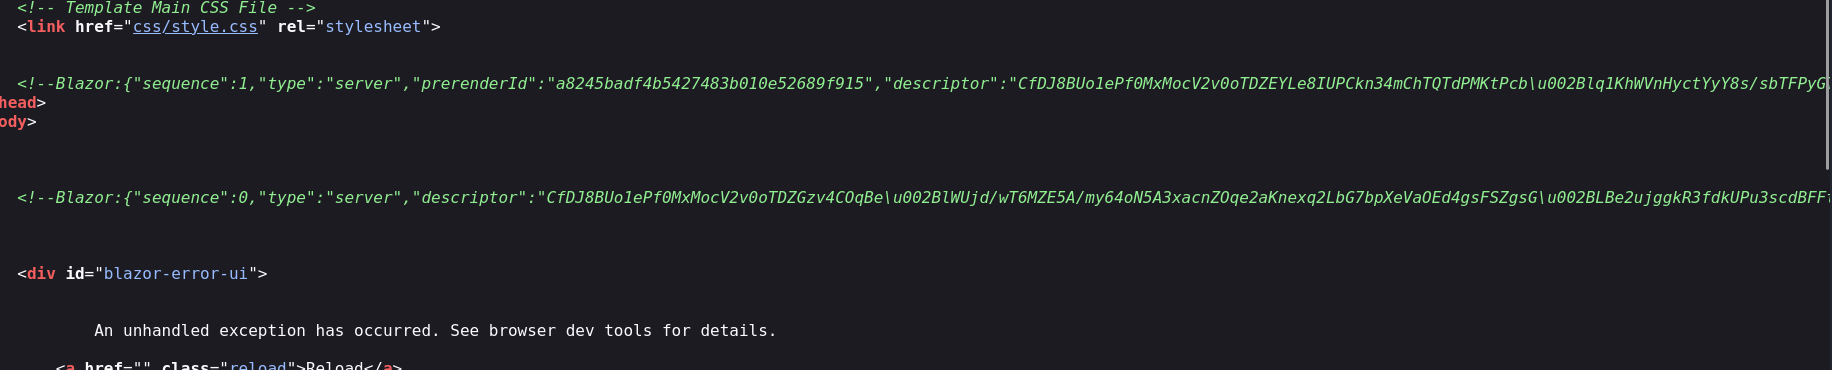 <!-- Template Main CSS File -->
<link href="css/style.css" rel="stylesheet">
<!--Blazor:{"sequence":1,"type":"server","prerenderId":"a8245badf4b5427483b010e52689f915","descriptor":"CfDJ8BUo1ePf0MxMocV2v0oTDZEYLe8IUPCkn34mChTQTdPMKtPcb\u002Blq1KhWVnHyctYyY8s/sbTFPyG
head>
ody>
<!--Blazor:{"sequence":0,"type":"server","descriptor":"CfDJ8BUo1ePf0MxMocV2v0oTDZGzv4COqBe\u002BlWUjd/wT6MZE5A/my64oN5A3xacnZOqe2aKnexq2LbG7bpXeVaOEd4gsFSZgsG\u002BLBe2ujggkR3fdkUPu3scdBFF
<div id="blazor-error-ui">
An unhandled exception has occurred. See browser dev tools for details.
<a href="" class="reload">Reload</a>